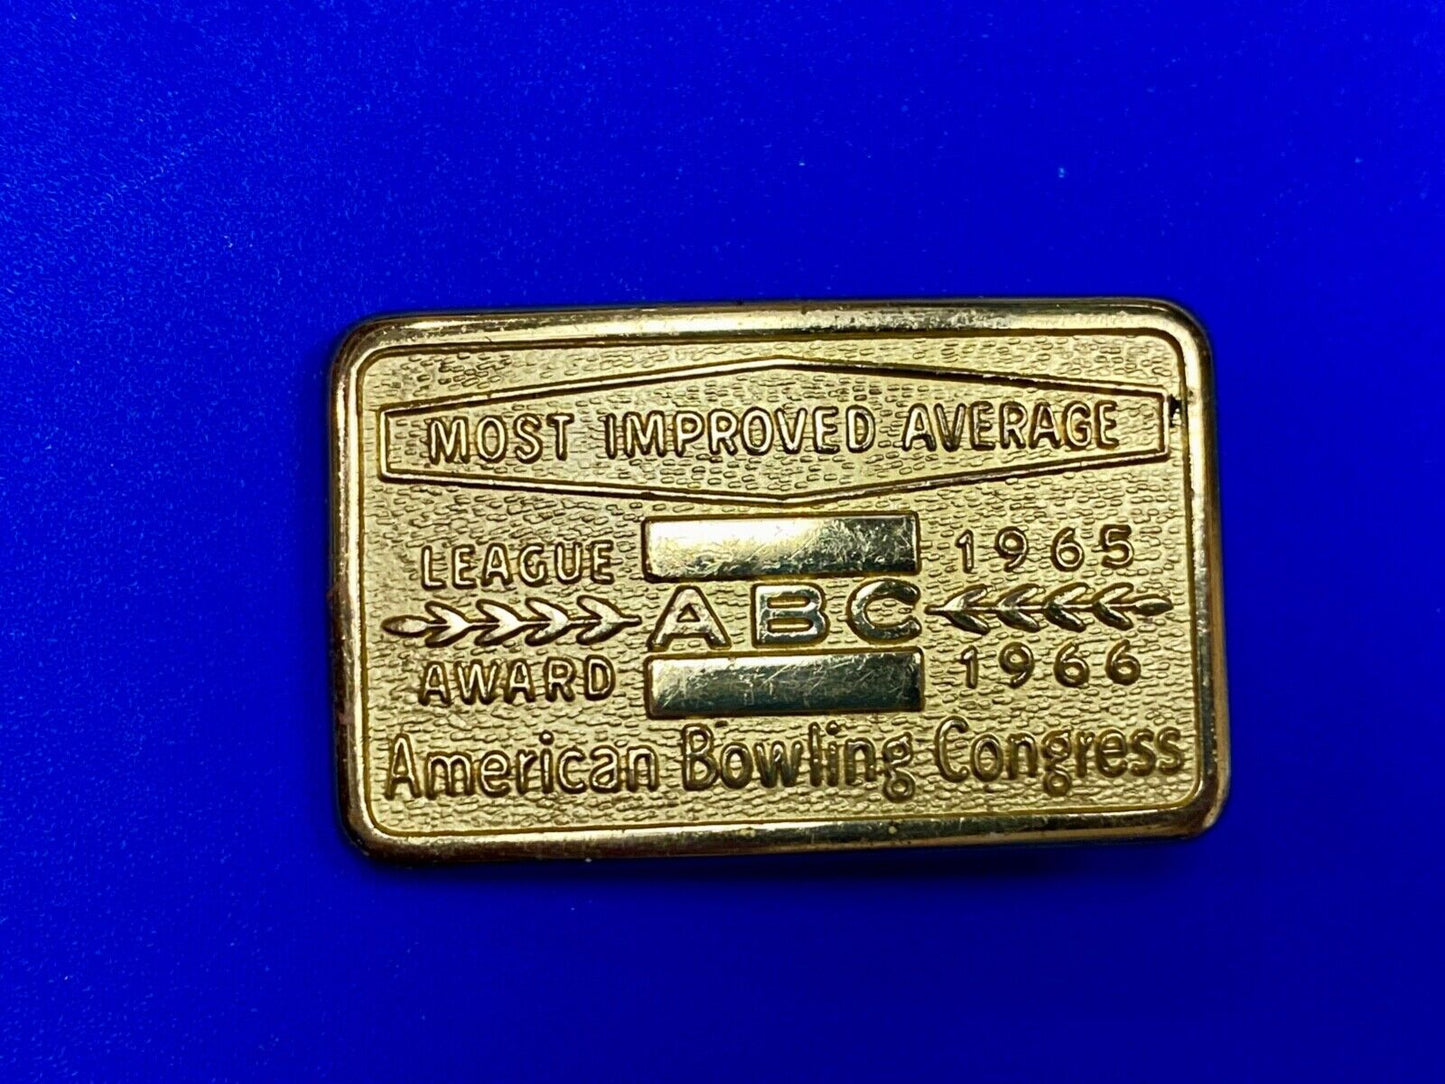 MOST IMPROVED AVERAGE
LEAGUE 1965
ABC
AWARD 1966
American Bowling Congress